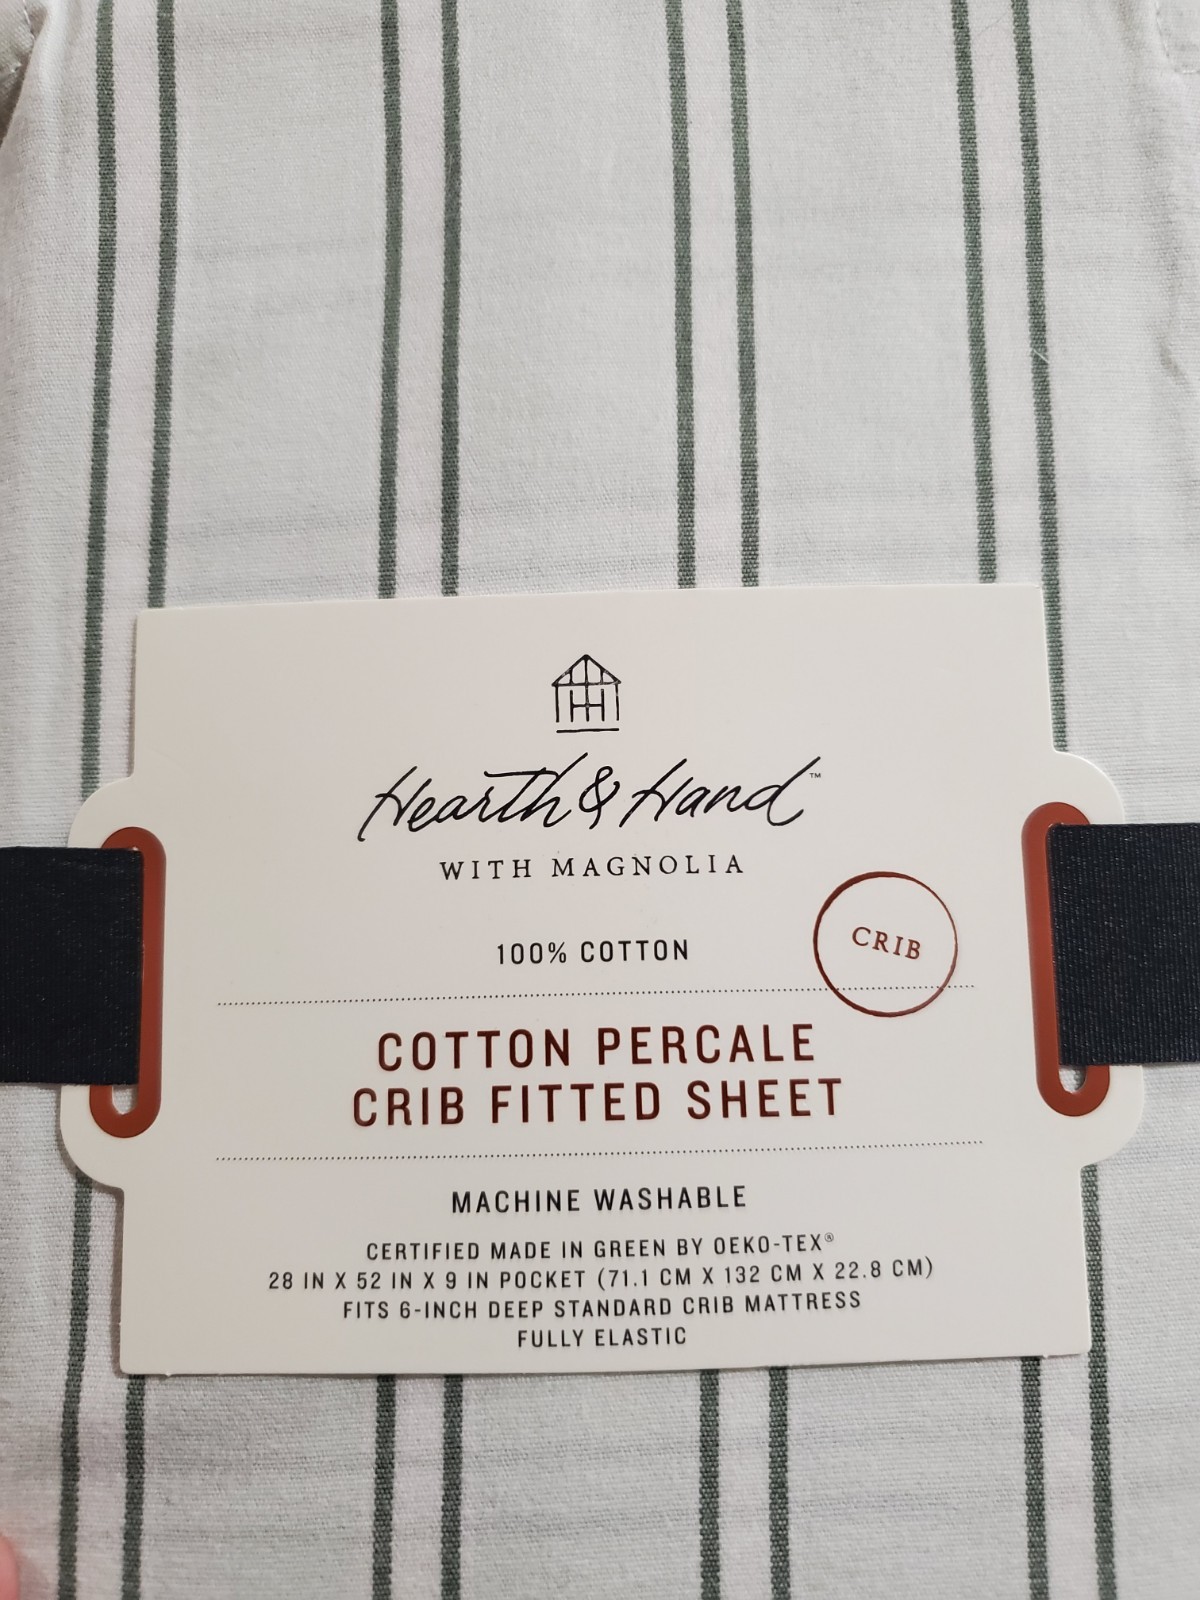 Hearth & Hand™
WITH MAGNOLIA
100% COTTON
CRIB
COTTON PERCALE
CRIB FITTED SHEET
MACHINE WASHABLE
CERTIFIED MADE IN GREEN BY OEKO-TEX®
28 IN X 52 IN X 9 IN POCKET (71.1 CM X 132 CM X 22.8 CM)
FITS 6-INCH DEEP STANDARD CRIB MATTRESS
FULLY ELASTIC